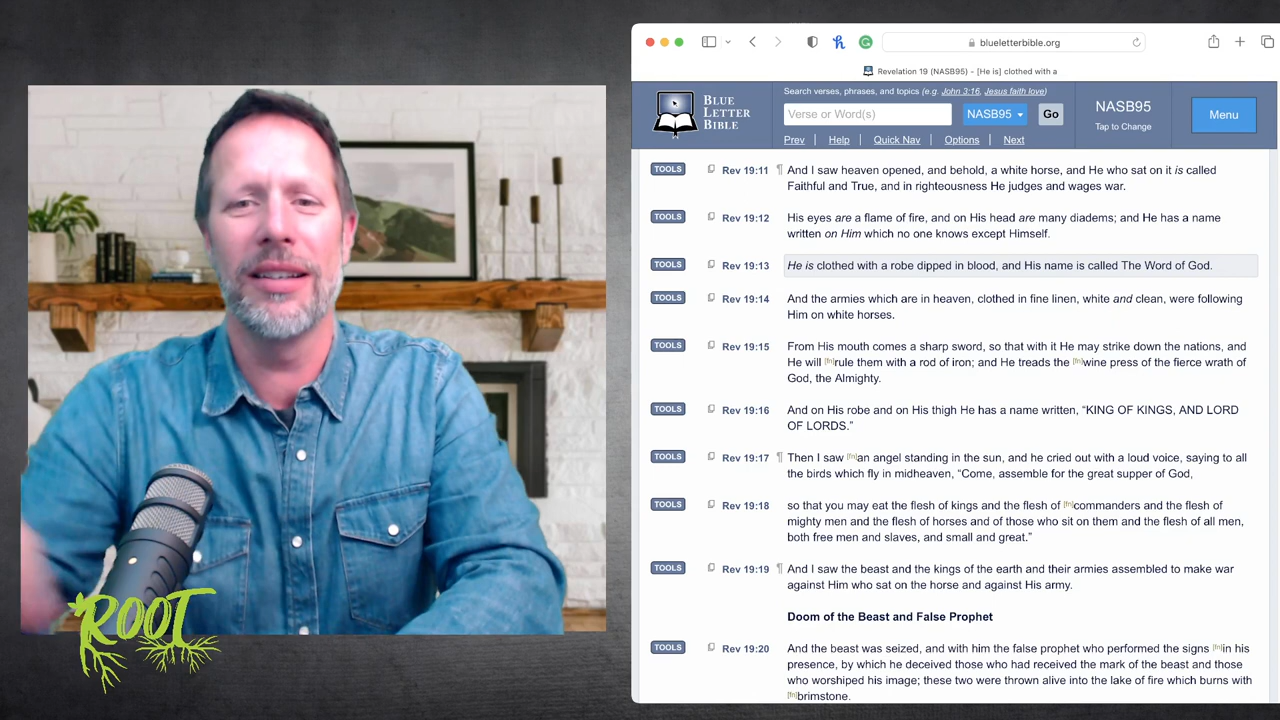 blueletterbible.org
Revelation 19 (NASB95) - [He is] clothed with a
BLUE
LETTER
BIBLE
Search verses, phrases, and topics (e.g. John 3:16, Jesus faith love)
Verse or Word(s)
NASB95
Go
Prev | Help | Quick Nav | Options | Next
NASB95
Tap to Change
Menu
TOOLS Rev 19:11 ¶ And I saw heaven opened, and behold, a white horse, and He who sat on it is called
Faithful and True, and in righteousness He judges and wages war.
TOOLS Rev 19:12 His eyes are a flame of fire, and on His head are many diadems; and He has a name
written on Him which no one knows except Himself.
TOOLS Rev 19:13 He is clothed with a robe dipped in blood, and His name is called The Word of God.
TOOLS Rev 19:14 And the armies which are in heaven, clothed in fine linen, white and clean, were following
Him on white horses.
TOOLS Rev 19:15 From His mouth comes a sharp sword, so that with it He may strike down the nations, and
He will [fn]rule them with a rod of iron; and He treads the [fn]wine press of the fierce wrath of
God, the Almighty.
TOOLS Rev 19:16 And on His robe and on His thigh He has a name written, “KING OF KINGS, AND LORD
OF LORDS.”
TOOLS Rev 19:17 ¶ Then I saw [fn]an angel standing in the sun, and he cried out with a loud voice, saying to all
the birds which fly in midheaven, “Come, assemble for the great supper of God,
TOOLS Rev 19:18 so that you may eat the flesh of kings and the flesh of [fn]commanders and the flesh of
mighty men and the flesh of horses and of those who sit on them and the flesh of all men,
both free men and slaves, and small and great.”
TOOLS Rev 19:19 ¶ And I saw the beast and the kings of the earth and their armies assembled to make war
against Him who sat on the horse and against His army.
Doom of the Beast and False Prophet
TOOLS Rev 19:20 And the beast was seized, and with him the false prophet who performed the signs [fn]in his
presence, by which he deceived those who had received the mark of the beast and those
who worshiped his image; these two were thrown alive into the lake of fire which burns with
[fn]brimstone.
ROOT